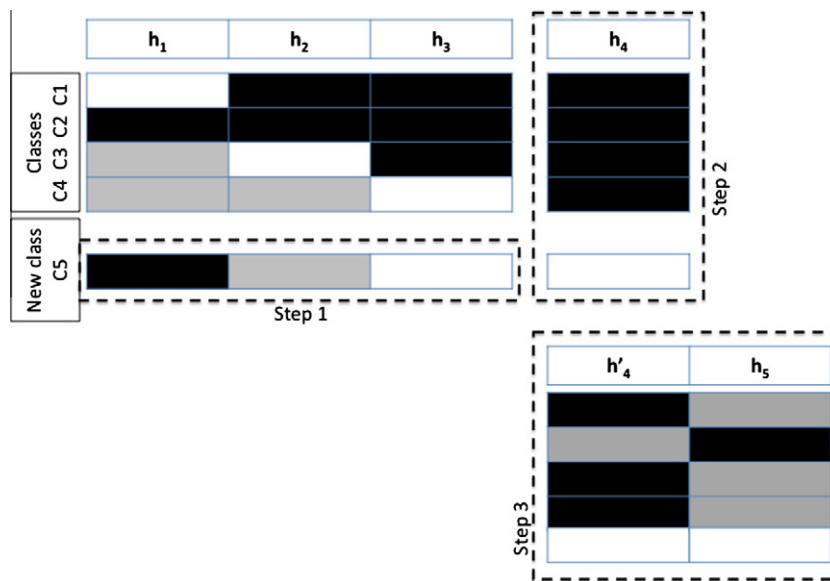 h₁ h₂ h₃ h₄
Classes
C1
C2
C3
C4
Step 2
New class
C5
Step 1
h'₄ h₅
Step 3